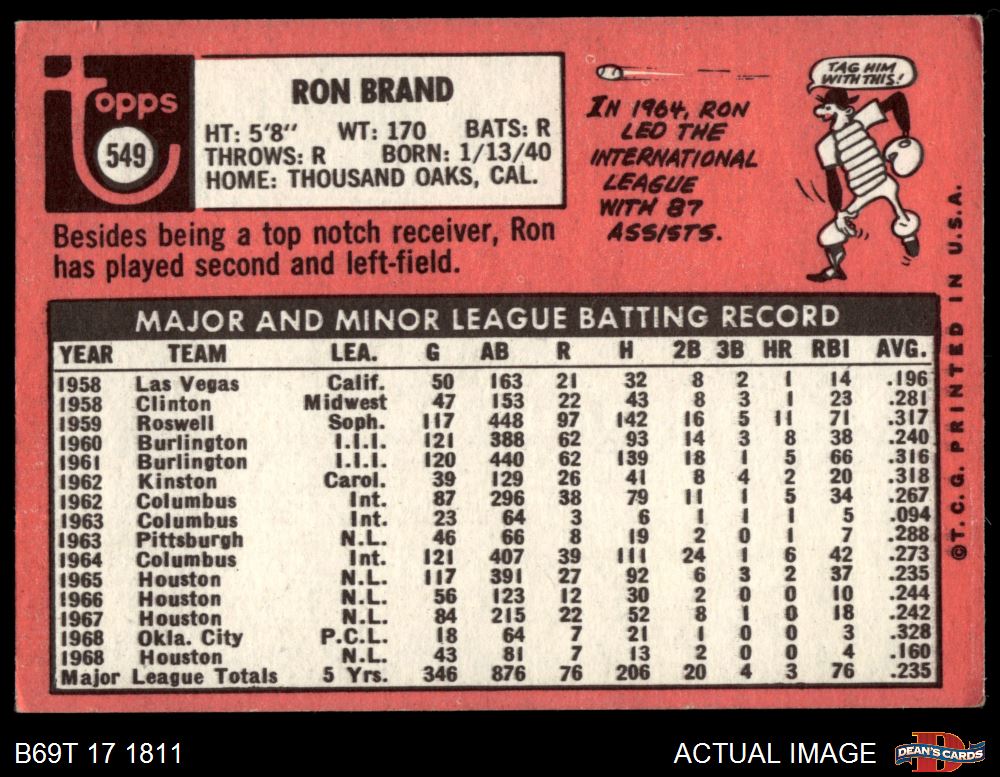 Topps
549
RON BRAND
HT: 5'8" WT: 170 BATS: R
THROWS: R BORN: 1/13/40
HOME: THOUSAND OAKS, CAL.
Besides being a top notch receiver, Ron
has played second and left-field.
IN 1964, RON
LED THE
INTERNATIONAL
LEAGUE
WITH 87
ASSISTS.
TAG HIM
WITH THIS!
MAJOR AND MINOR LEAGUE BATTING RECORD
YEAR TEAM LEA. G AB R H 2B 3B HR RBI AVG.
1958 Las Vegas Calif. 50 163 21 32 8 2 1 14 .196
1958 Clinton Midwest 47 153 22 43 8 3 1 23 .281
1959 Roswell Soph. 117 448 97 142 16 5 11 71 .317
1960 Burlington I.I.I. 121 388 62 93 14 3 8 38 .240
1961 Burlington I.I.I. 120 440 62 139 18 1 5 66 .316
1962 Kinston Carol. 39 129 26 41 8 4 2 20 .318
1962 Columbus Int. 87 296 38 79 11 1 5 34 .267
1963 Columbus Int. 23 64 3 6 1 1 1 5 .094
1963 Pittsburgh N.L. 46 66 8 19 2 0 1 7 .288
1964 Columbus Int. 121 407 39 111 24 1 6 42 .273
1965 Houston N.L. 117 391 27 92 6 3 2 37 .235
1966 Houston N.L. 56 123 12 30 2 0 0 10 .244
1967 Houston N.L. 84 215 22 52 8 1 0 18 .242
1968 Okla. City P.C.L. 18 64 7 21 1 0 0 3 .328
1968 Houston N.L. 43 81 7 13 2 0 0 4 .160
Major League Totals 5 Yrs. 346 876 76 206 20 4 3 76 .235
©T.C.G. PRINTED IN U.S.A.
B69T 17 1811
ACTUAL IMAGE
DEAN'S CARDS